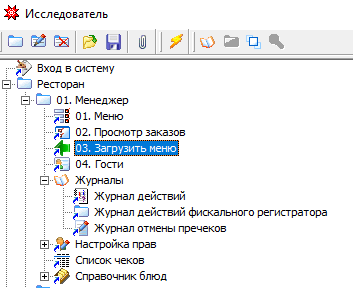 Исследователь
Вход в систему
Ресторан
01. Менеджер
01. Меню
02. Просмотр заказов
03. Загрузить меню
04. Гости
Журналы
Журнал действий
Журнал действий фискального регистратора
Журнал отмены пречеков
Настройка прав
Список чеков
Справочник блюд